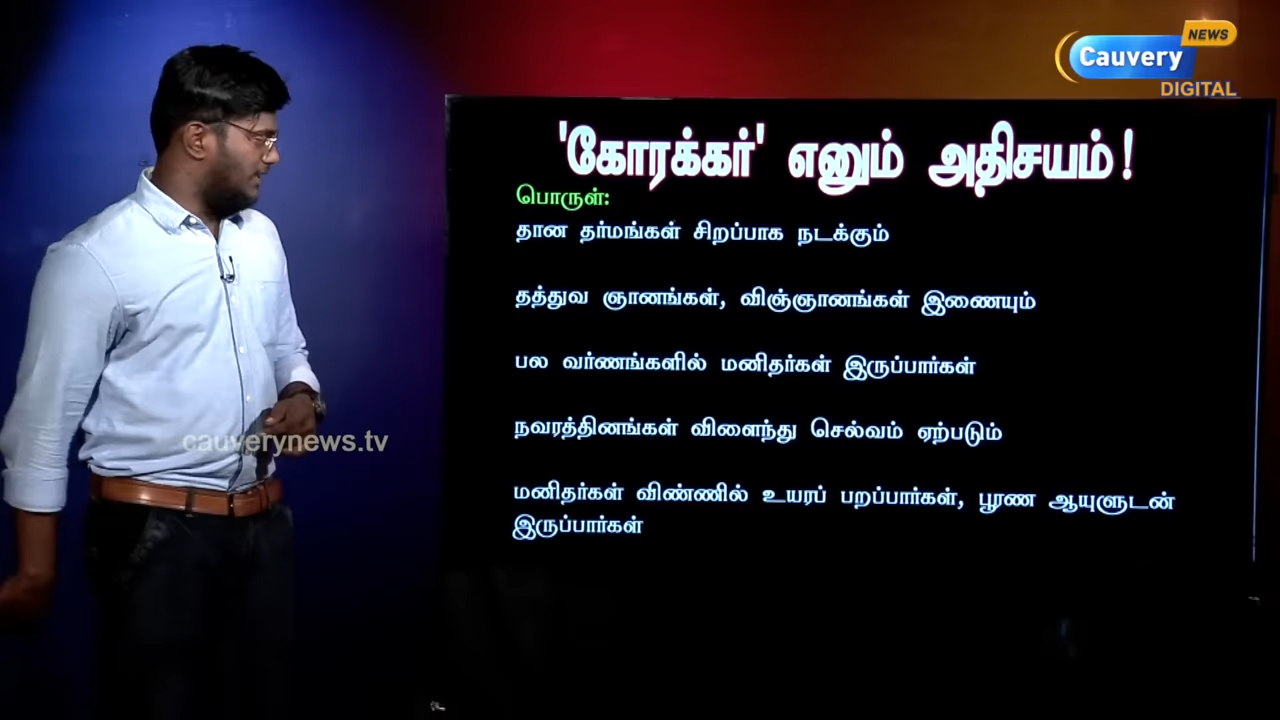 NEWS
Cauvery
DIGITAL
'கோரக்கர்' எனும் அதிசயம்!
பொருள்:
தான தர்மங்கள் சிறப்பாக நடக்கும்
தத்துவ ஞானங்கள், விஞ்ஞானங்கள் இணையும்
பல வர்ணங்களில் மனிதர்கள் இருப்பார்கள்
நவரத்தினங்கள் விளைந்து செல்வம் ஏற்படும்
மனிதர்கள் விண்ணில் உயரப் பறப்பார்கள், பூரண ஆயுளுடன்
இருப்பார்கள்
cauverynews.tv